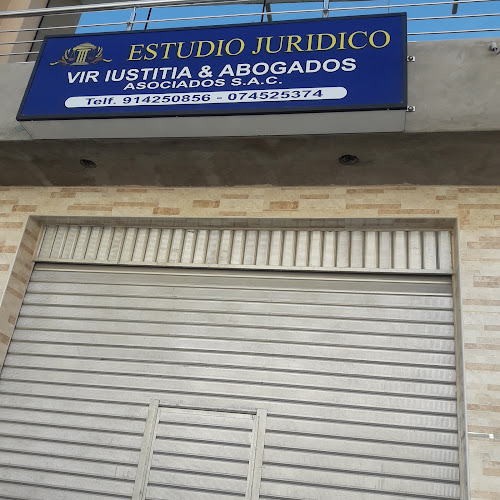 ESTUDIO JURIDICO
VIR IUSTITIA & ABOGADOS
ASOCIADOS S.A.C.
Telf. 914250856 - 074525374